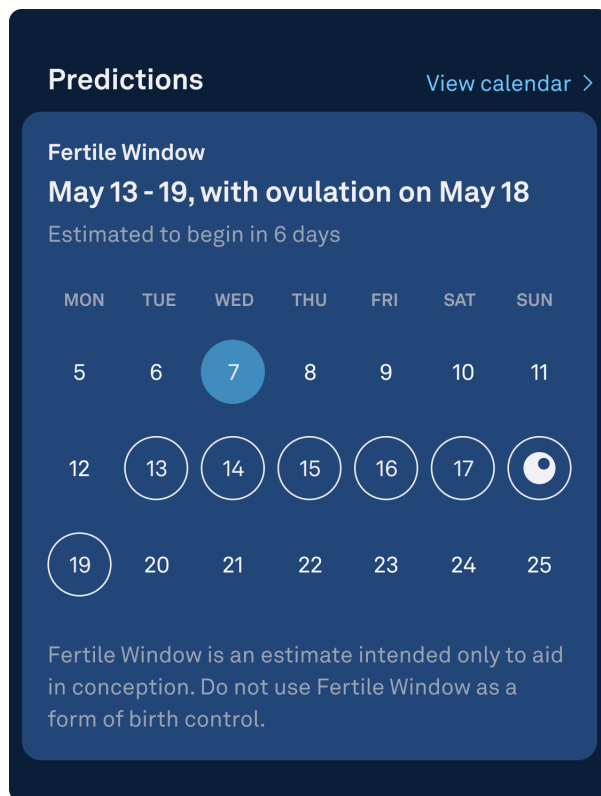 Predictions
View calendar >
Fertile Window
May 13 - 19, with ovulation on May 18
Estimated to begin in 6 days
MON TUE WED THU FRI SAT SUN
5 6 7 8 9 10 11
12 13 14 15 16 17
19 20 21 22 23 24 25
Fertile Window is an estimate intended only to aid
in conception. Do not use Fertile Window as a
form of birth control.